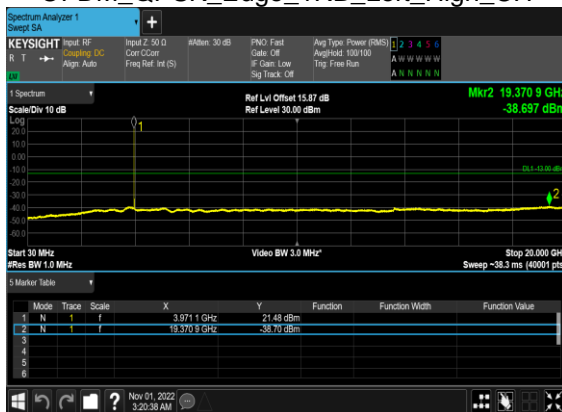 Spectrum Analyzer 1
Swept SA
+
KEYSIGHT
R T
LU
Input: RF
Coupling: DC
Align: Auto
Input Z: 50 Ω
Corr CCorr
Freq Ref: Int (S)
#Atten: 30 dB
PNO: Fast
Gate: Off
IF Gain: Low
Sig Track: Off
Avg Type: Power (RMS)
Avg|Hold: 100/100
Trig: Free Run
1 2 3 4 5 6
A W W W W W
A N N N N N
1 Spectrum
Scale/Div 10 dB
Ref Lvl Offset 15.87 dB
Ref Level 30.00 dBm
Mkr2 19.370 9 GHz
-38.697 dBm
Log
20.0
10.0
0.00
-10.0
-20.0
-30.0
-40.0
-50.0
-60.0
1
DL1 -13.00 dBm
2
Start 30 MHz
#Res BW 1.0 MHz
Video BW 3.0 MHz*
Stop 20.000 GHz
Sweep ~38.3 ms (40001 pts)
5 Marker Table
Mode Trace Scale X Y Function Function Width Function Value
1 N 1 f 3.971 1 GHz 21.48 dBm
2 N 1 f 19.370 9 GHz -38.70 dBm
3
4
5
6
?
Nov 01, 2022
3:20:38 AM